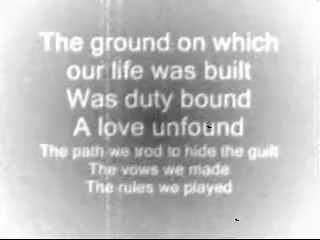 The ground on which
our life was built
Was duty bound
A love unfound
The path we trod to hide the guilt
The vows we made
The rules we played